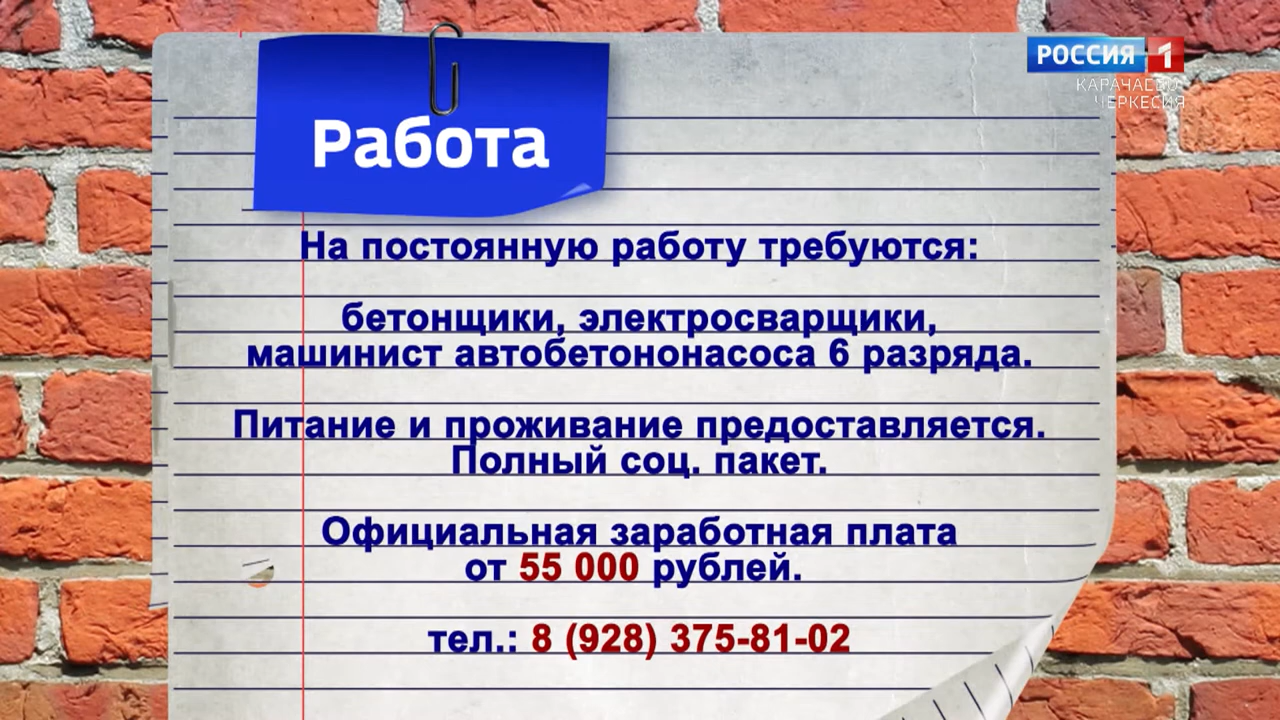 РОССИЯ 1
КАРАЧАЕВО-
ЧЕРКЕСИЯ
Работа
На постоянную работу требуются:
бетонщики, электросварщики,
машинист автобетононасоса 6 разряда.
Питание и проживание предоставляется.
Полный соц. пакет.
Официальная заработная плата
от 55 000 рублей.
тел.: 8 (928) 375-81-02